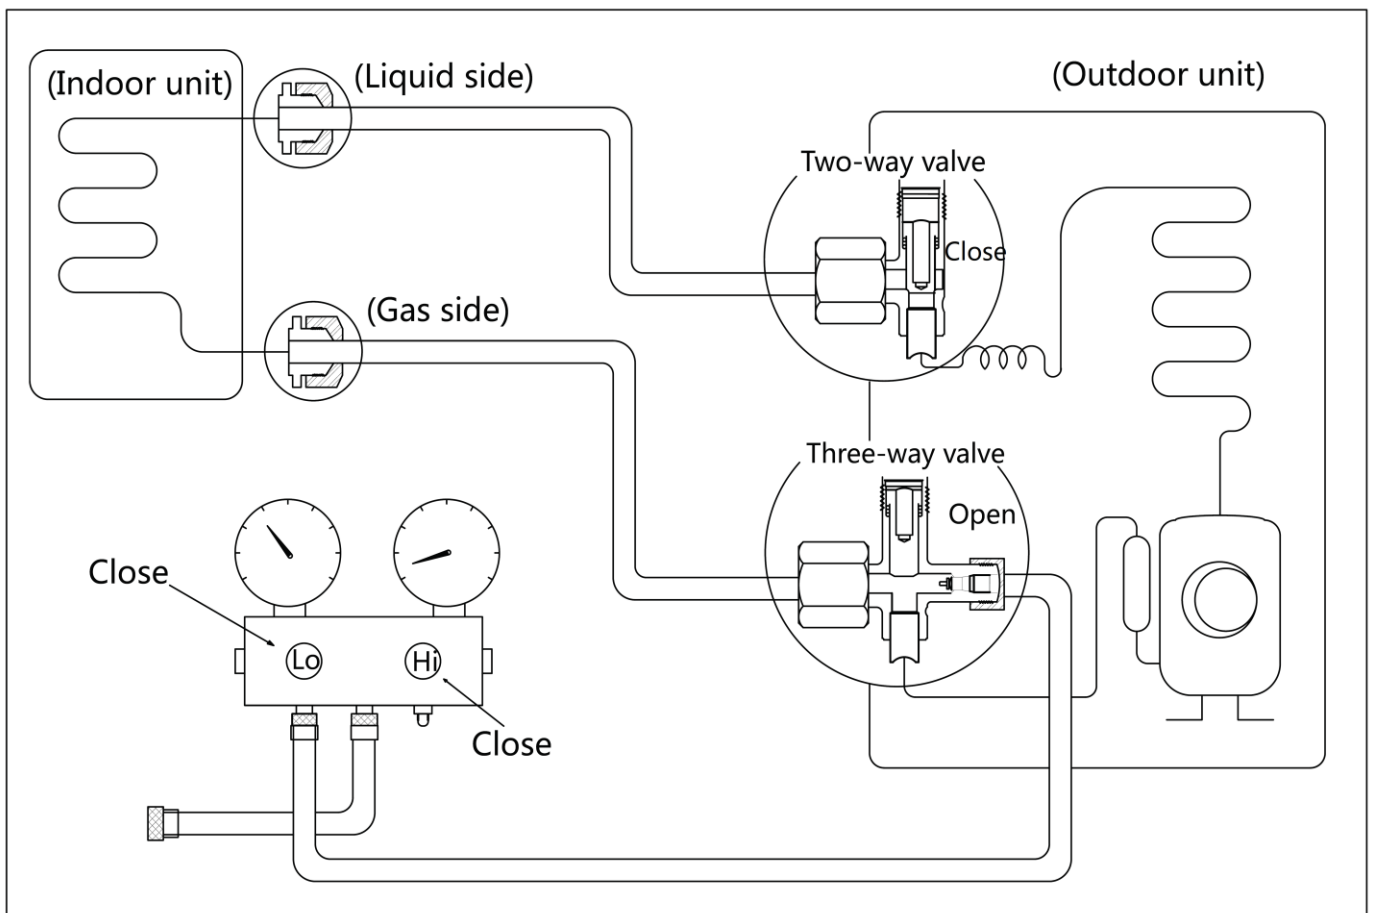 (Indoor unit)
(Liquid side)
(Outdoor unit)
Two-way valve
Close
(Gas side)
Three-way valve
Open
Close
Lo
Hi
Close